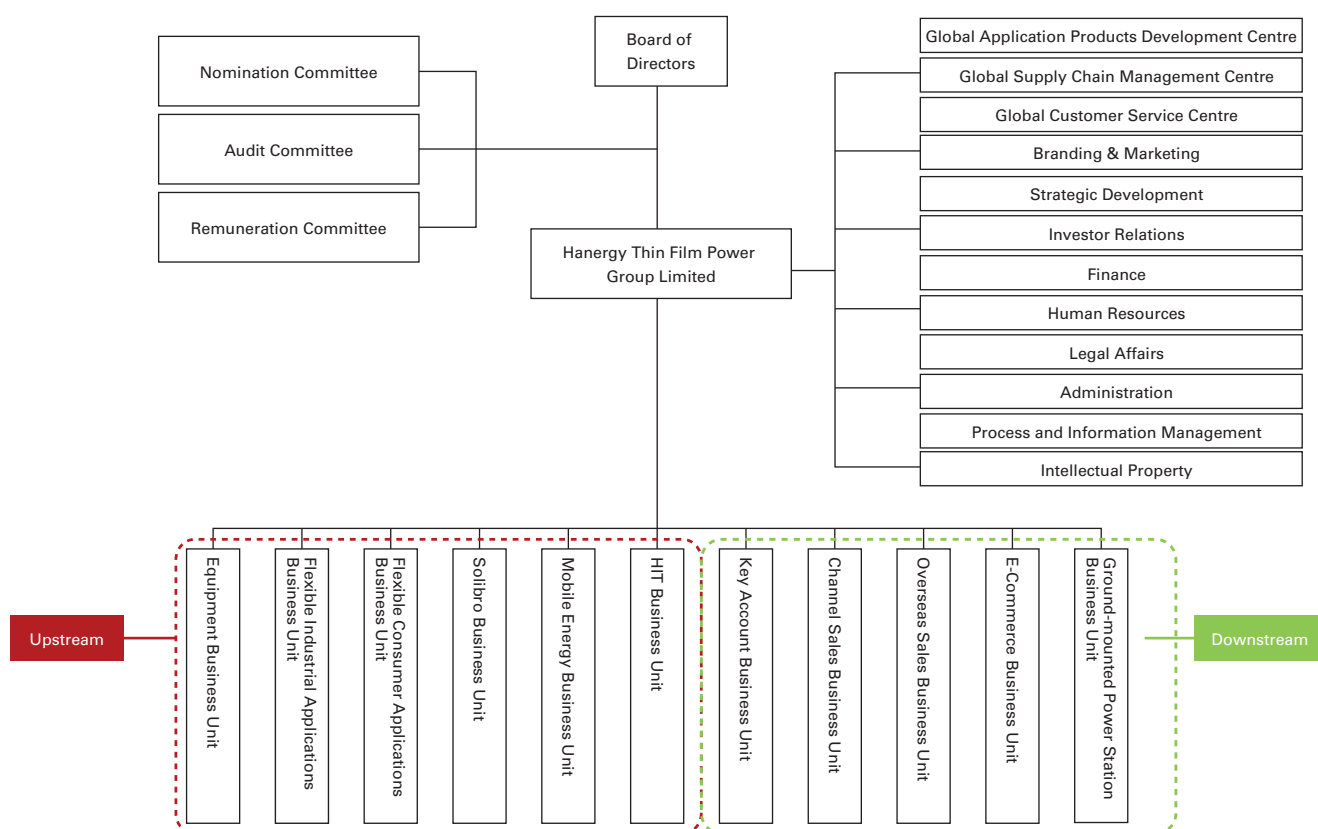 Board of
Directors
Nomination Committee
Audit Committee
Remuneration Committee
Hanergy Thin Film Power
Group Limited
Global Application Products Development Centre
Global Supply Chain Management Centre
Global Customer Service Centre
Branding & Marketing
Strategic Development
Investor Relations
Finance
Human Resources
Legal Affairs
Administration
Process and Information Management
Intellectual Property
Upstream
Equipment Business Unit
Flexible Industrial Applications
Business Unit
Flexible Consumer Applications
Business Unit
Solibro Business Unit
Mobile Energy Business Unit
HIT Business Unit
Key Account Business Unit
Channel Sales Business Unit
Overseas Sales Business Unit
E-Commerce Business Unit
Ground-mounted Power Station
Business Unit
Downstream